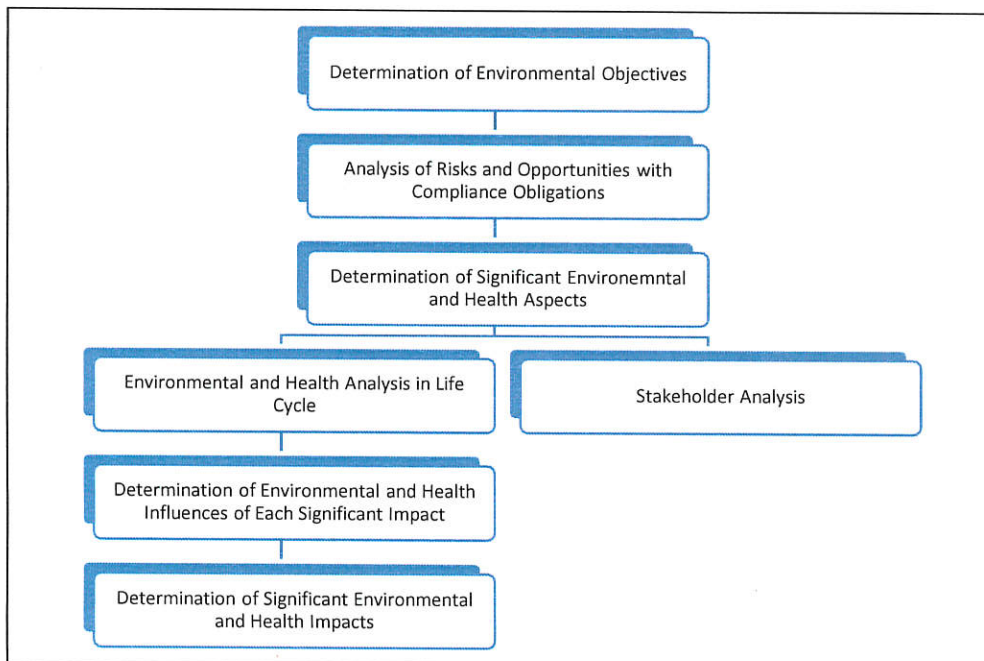 Determination of Environmental Objectives
Analysis of Risks and Opportunities with
Compliance Obligations
Determination of Significant Environemntal
and Health Aspects
Environmental and Health Analysis in Life
Cycle
Stakeholder Analysis
Determination of Environmental and Health
Influences of Each Significant Impact
Determination of Significant Environmental
and Health Impacts